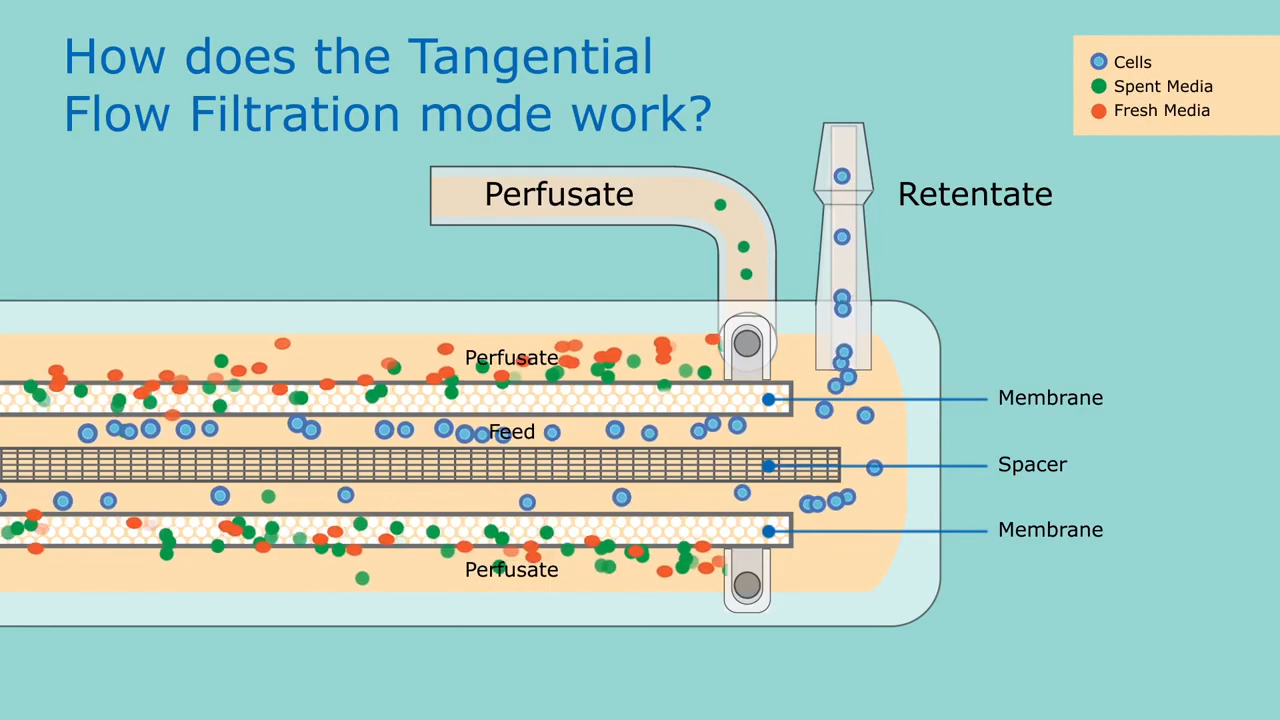 How does the Tangential
Flow Filtration mode work?
Cells
Spent Media
Fresh Media
Perfusate
Retentate
Perfusate
Membrane
Feed
Spacer
Membrane
Perfusate